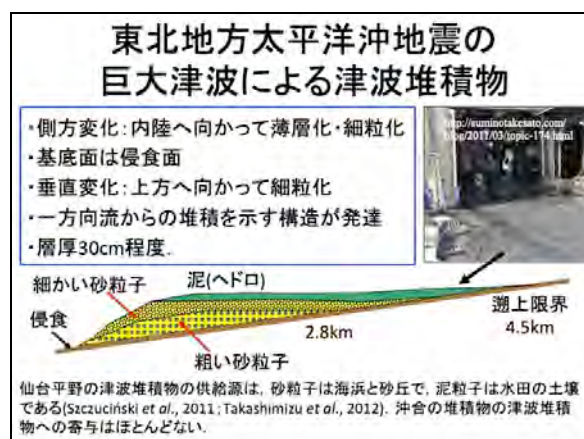 東北地方太平洋沖地震の
巨大津波による津波堆積物
・側方変化:内陸へ向かって薄層化・細粒化
・基底面は侵食面
・垂直変化:上方へ向かって細粒化
・一方向流からの堆積を示す構造が発達
・層厚30cm程度.
http://suminotakesato.com/
blog/2017/03/topic-174.html
細かい砂粒子
泥(ヘドロ)
侵食
粗い砂粒子
2.8km
遡上限界
4.5km
仙台平野の津波堆積物の供給源は, 砂粒子は海浜と砂丘で, 泥粒子は水田の土壌
である(Szczuciński et al., 2011;Takashimizu et al., 2012). 沖合の堆積物の津波堆積
物への寄与はほとんどない.